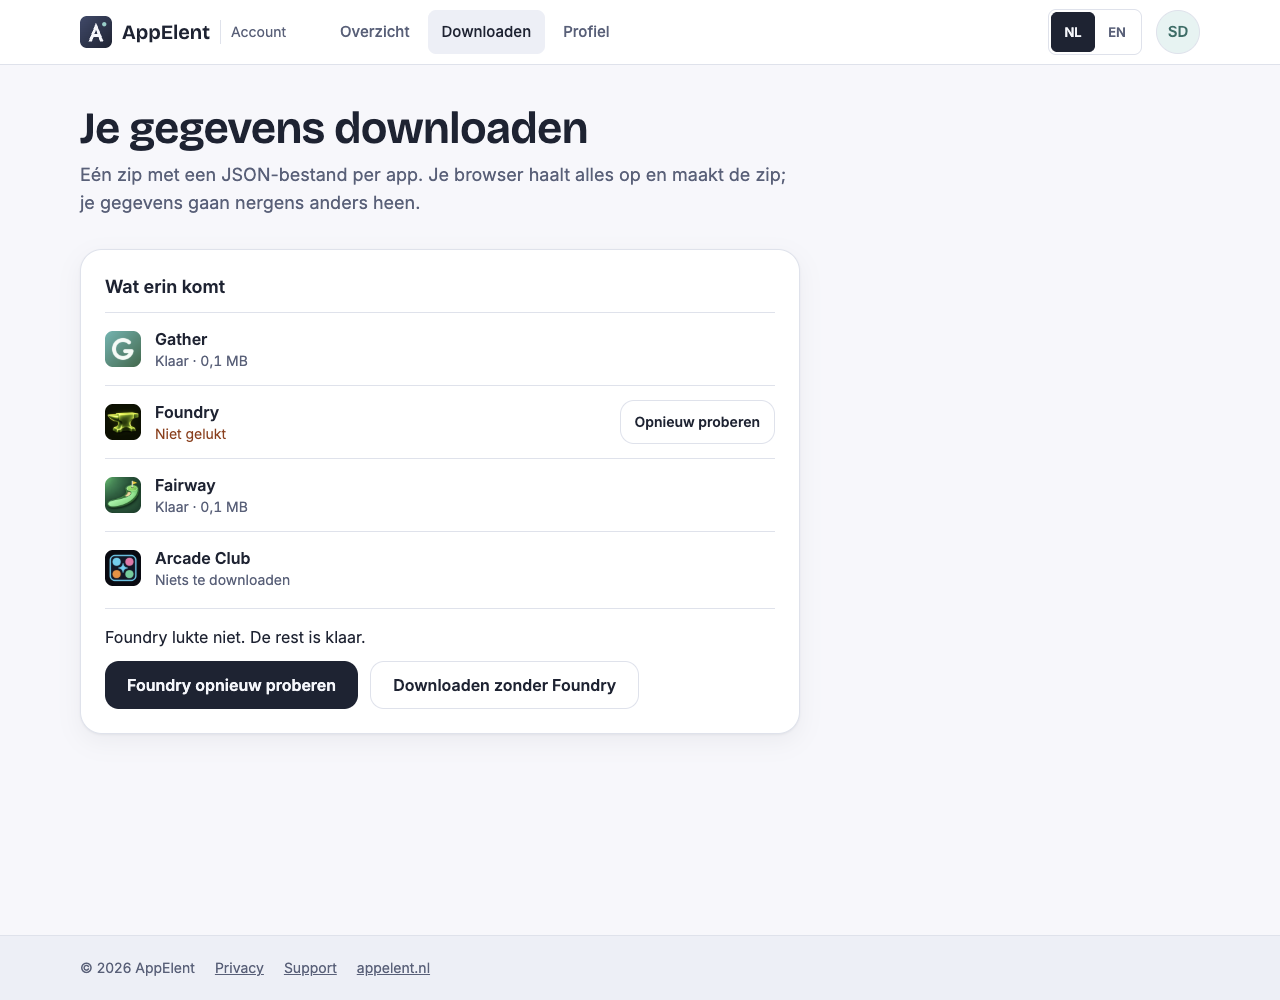 AppElent Account Overzicht Downloaden Profiel NL EN SD
Je gegevens downloaden
Eén zip met een JSON-bestand per app. Je browser haalt alles op en maakt de zip;
je gegevens gaan nergens anders heen.
Wat erin komt
Gather
Klaar · 0,1 MB
Foundry
Niet gelukt
Opnieuw proberen
Fairway
Klaar · 0,1 MB
Arcade Club
Niets te downloaden
Foundry lukte niet. De rest is klaar.
Foundry opnieuw proberen Downloaden zonder Foundry
© 2026 AppElent Privacy Support appelent.nl